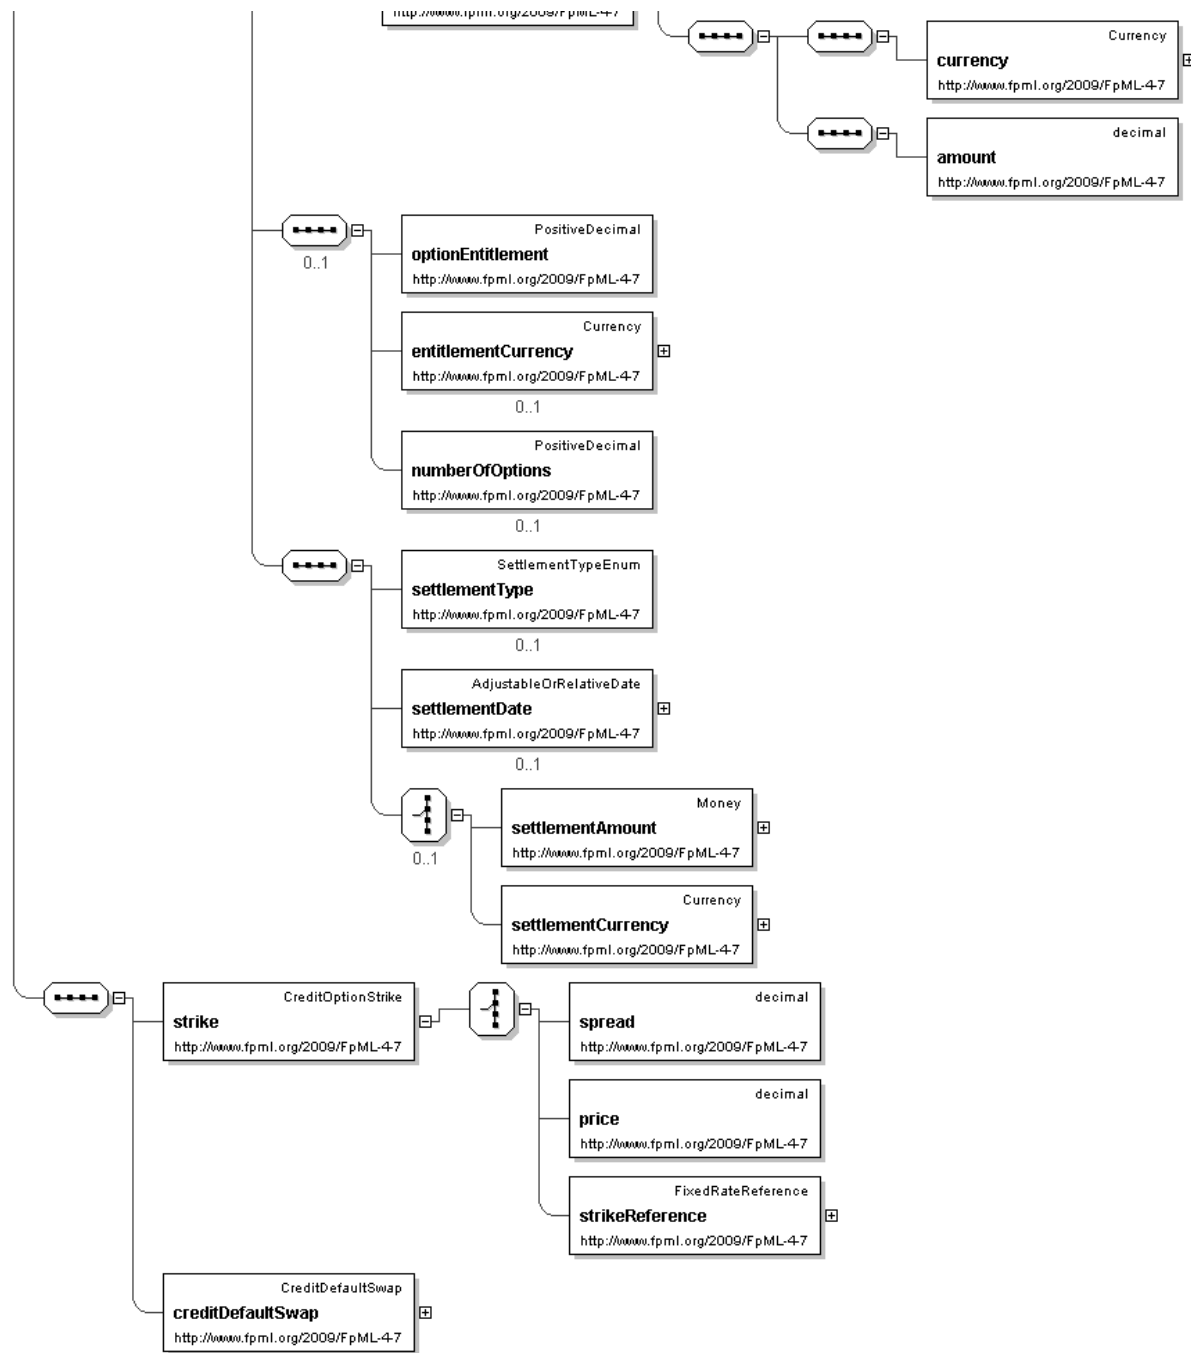 http://www.fpml.org/2009/FpML-4-7
Currency
currency
http://www.fpml.org/2009/FpML-4-7
decimal
amount
http://www.fpml.org/2009/FpML-4-7
PositiveDecimal
optionEntitlement
http://www.fpml.org/2009/FpML-4-7
0..1
Currency
entitlementCurrency
http://www.fpml.org/2009/FpML-4-7
0..1
PositiveDecimal
numberOfOptions
http://www.fpml.org/2009/FpML-4-7
0..1
SettlementTypeEnum
settlementType
http://www.fpml.org/2009/FpML-4-7
0..1
AdjustableOrRelativeDate
settlementDate
http://www.fpml.org/2009/FpML-4-7
0..1
Money
settlementAmount
http://www.fpml.org/2009/FpML-4-7
0..1
Currency
settlementCurrency
http://www.fpml.org/2009/FpML-4-7
CreditOptionStrike
strike
http://www.fpml.org/2009/FpML-4-7
decimal
spread
http://www.fpml.org/2009/FpML-4-7
decimal
price
http://www.fpml.org/2009/FpML-4-7
FixedRateReference
strikeReference
http://www.fpml.org/2009/FpML-4-7
CreditDefaultSwap
creditDefaultSwap
http://www.fpml.org/2009/FpML-4-7